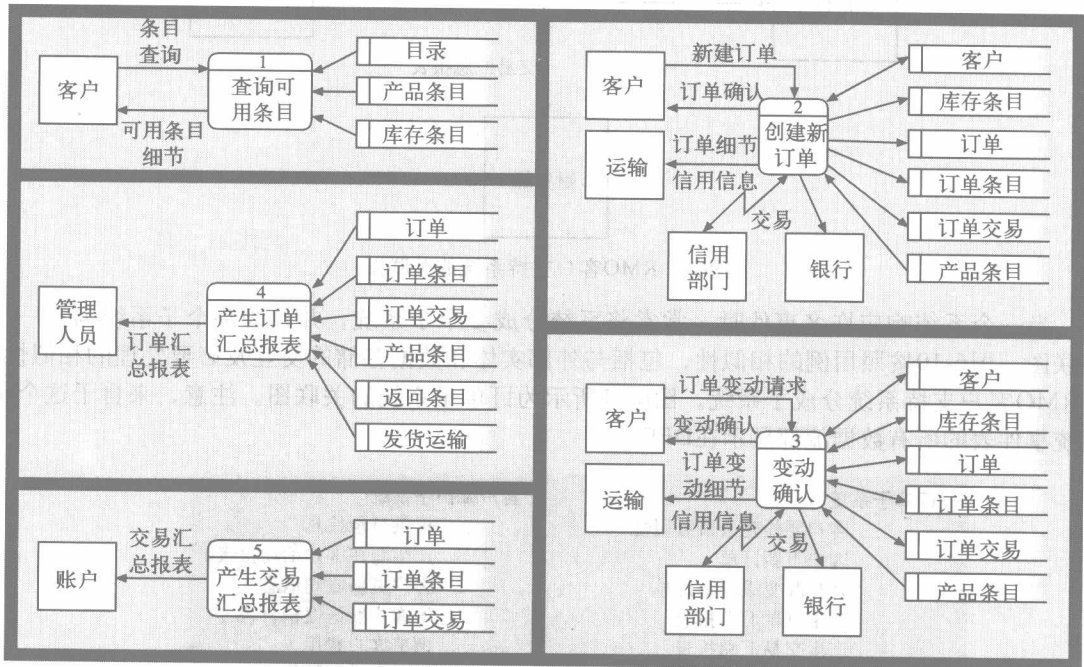 条目
查询
客户
可用条目
细节
1
查询可
用条目
目录
产品条目
库存条目
管理
人员
订单汇
总报表
4
产生订单
汇总报表
订单
订单条目
订单交易
产品条目
返回条目
发货运输
账户
交易汇
总报表
5
产生交易
汇总报表
订单
订单条目
订单交易
客户
运输
新建订单
订单确认
订单细节
信用信息
交易
2
创建新
订单
信用
部门
银行
客户
库存条目
订单
订单条目
订单交易
产品条目
客户
运输
订单变动请求
变动确认
订单变
动细节
信用信息
交易
3
变动
确认
信用
部门
银行
客户
库存条目
订单
订单条目
订单交易
产品条目